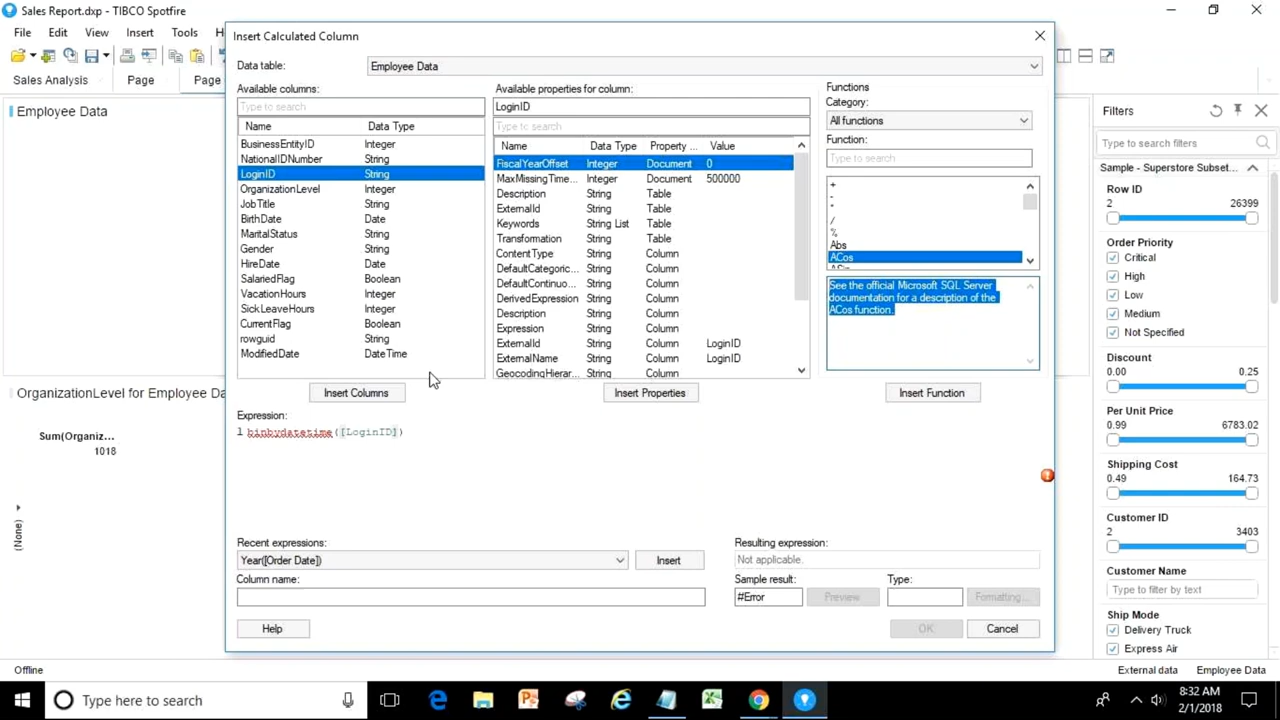 Sales Report.dxp - TIBCO Spotfire
File Edit View Insert Tools
Sales Analysis Page Page
Employee Data
OrganizationLevel for Employee Da
Sum(Organiz...
1018
(None)
Insert Calculated Column
Data table: Employee Data
Available columns:
Type to search
Name Data Type
BusinessEntityID Integer
NationalIDNumber String
LoginID String
OrganizationLevel Integer
JobTitle String
BirthDate Date
MaritalStatus String
Gender String
HireDate Date
SalariedFlag Boolean
VacationHours Integer
SickLeaveHours Integer
CurrentFlag Boolean
rowguid String
ModifiedDate DateTime
Insert Columns
Available properties for column:
LoginID
Type to search
Name Data Type Property ... Value
FiscalYearOffset Integer Document 0
MaxMissingTime... Integer Document 500000
Description String Table
ExternalId String Table
Keywords String List Table
Transformation String Table
ContentType String Column
DefaultCategoric... String Column
DefaultContinuo... String Column
DerivedExpression String Column
Description String Column
Expression String Column
ExternalId String Column LoginID
ExternalName String Column LoginID
GeocodingHierar... String Column
Insert Properties
Functions
Category:
All functions
Function:
Type to search
+
-
*
/
%
Abs
ACos
See the official Microsoft SQL Server
documentation for a description of the
ACos function.
Insert Function
Expression:
1 binbydatetime([LoginID])
Recent expressions:
Year([Order Date])
Insert
Resulting expression:
Not applicable.
Column name:
Sample result: Type:
#Error Preview Formatting...
Help OK Cancel
Filters
Type to search filters
Sample - Superstore Subset...
Row ID
2 26399
Order Priority
Critical
High
Low
Medium
Not Specified
Discount
0.00 0.25
Per Unit Price
0.99 6783.02
Shipping Cost
0.49 164.73
Customer ID
2 3403
Customer Name
Type to filter by text
Ship Mode
Delivery Truck
Express Air
Offline External data Employee Data
Type here to search
8:32 AM
2/1/2018